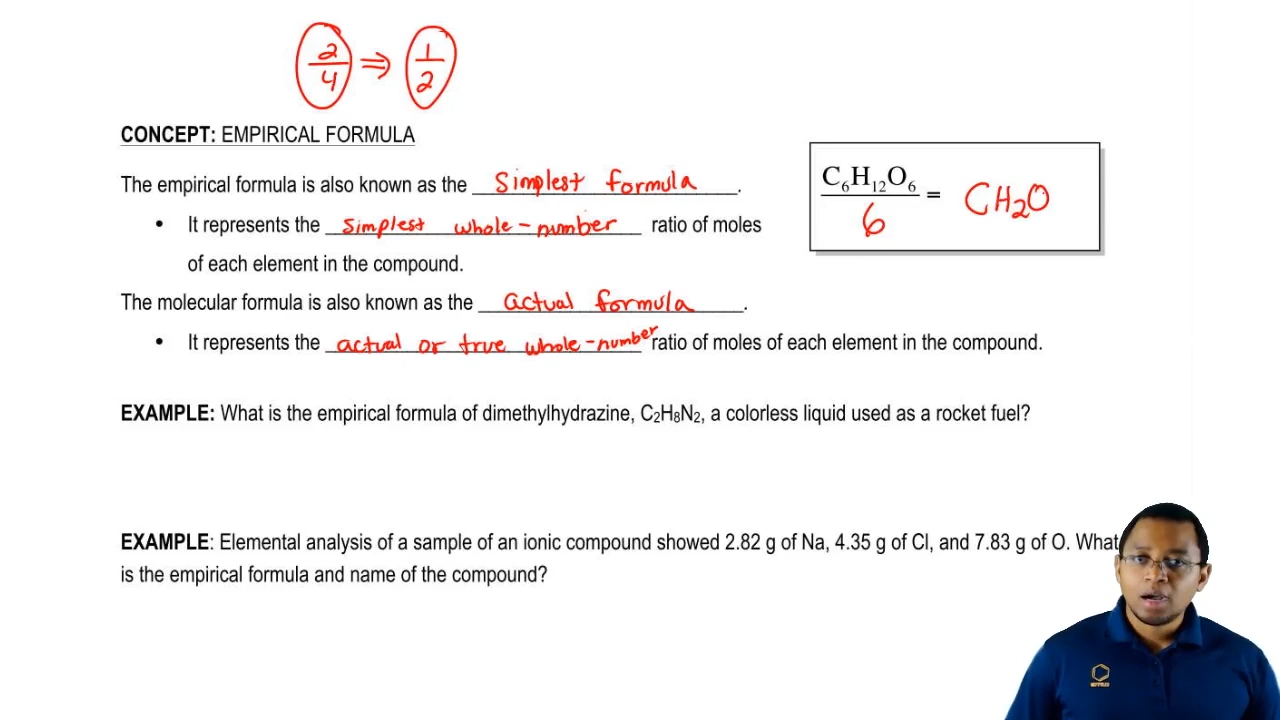 2/4 ⇒ 1/2
CONCEPT: EMPIRICAL FORMULA
The empirical formula is also known as the simplest formula.
• It represents the simplest whole-number ratio of moles
of each element in the compound.
C₆H₁₂O₆/6 = CH₂O
The molecular formula is also known as the actual formula.
• It represents the actual or true whole-number ratio of moles of each element in the compound.
EXAMPLE: What is the empirical formula of dimethylhydrazine, C₂H₈N₂, a colorless liquid used as a rocket fuel?
EXAMPLE: Elemental analysis of a sample of an ionic compound showed 2.82 g of Na, 4.35 g of Cl, and 7.83 g of O. What
is the empirical formula and name of the compound?